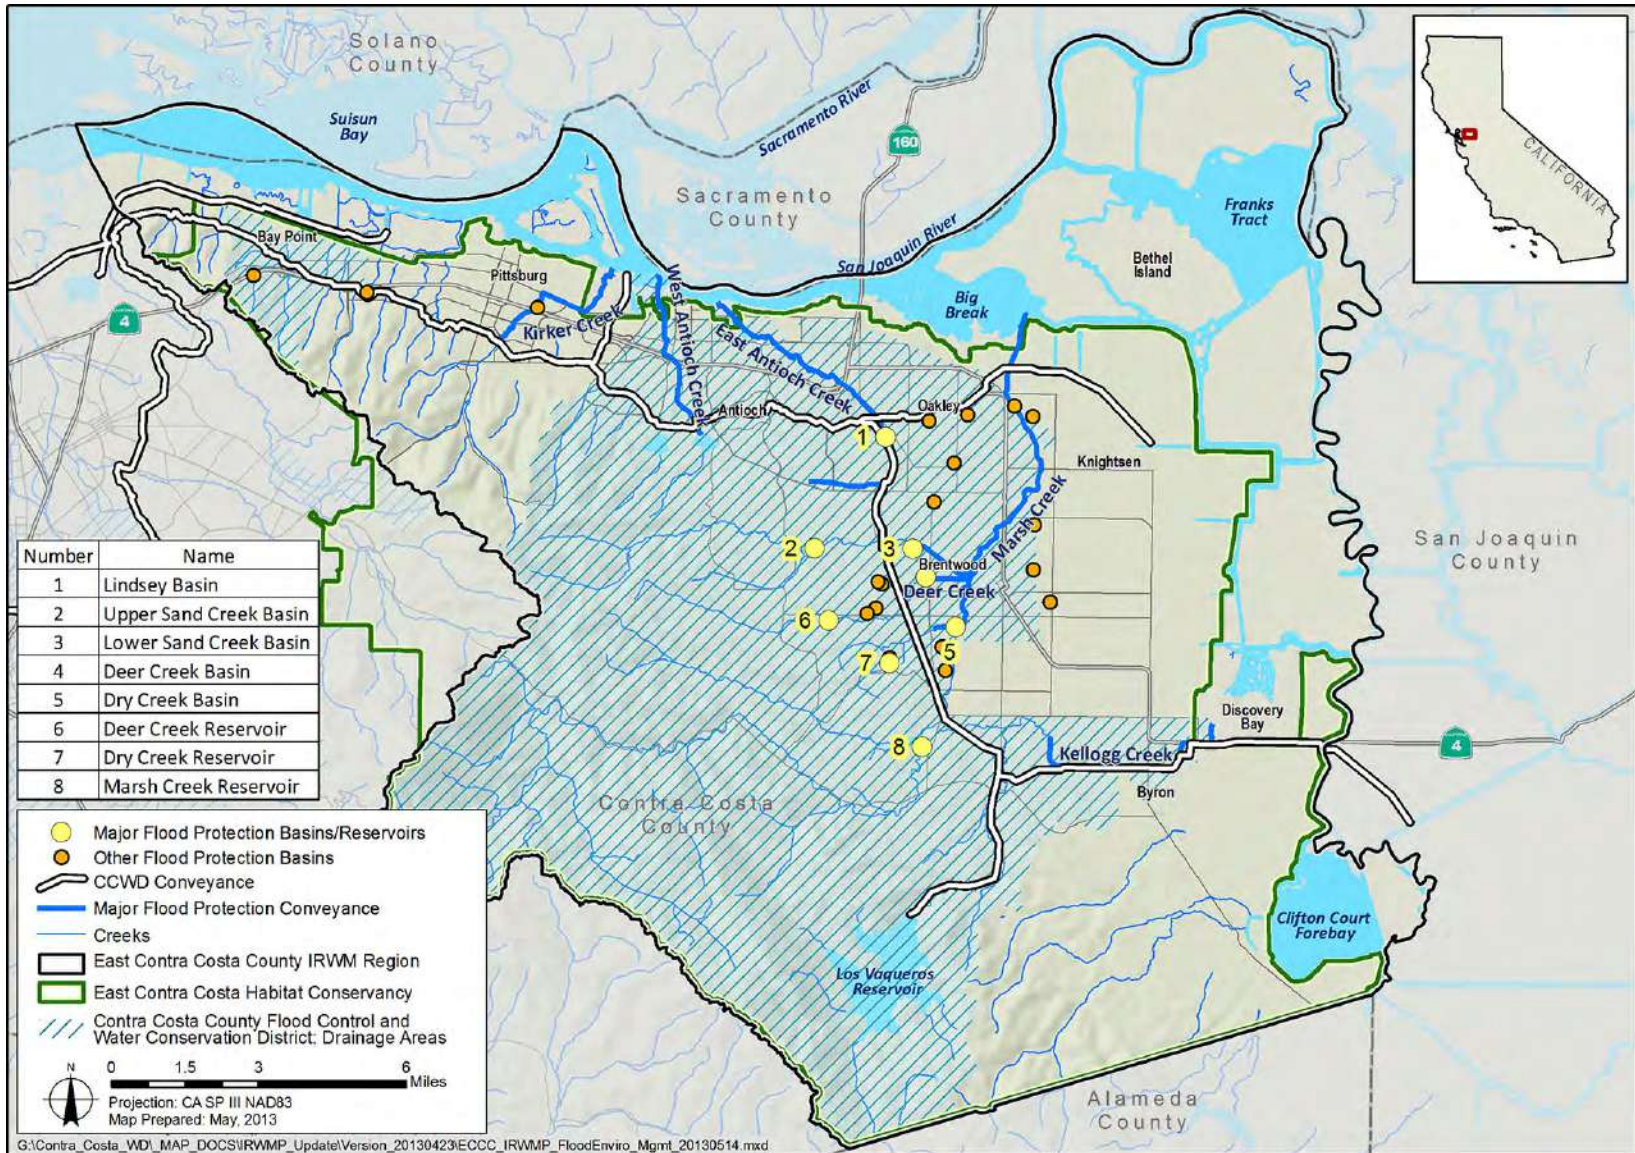 Solano
County
Suisun
Bay
Sacramento River
160
Sacramento
County
San Joaquin River
Franks
Tract
Bethel
Island
Big
Break
CALIFORNIA
Bay Point
Pittsburg
4
Kirker Creek
West Antioch Creek
East Antioch Creek
Antioch
Oakley
1
Knightsen
Marsh Creek
San Joaquin
County
2
3
Brentwood
Deer Creek
6
5
7
Discovery
Bay
8
Kellogg Creek
4
Byron
Contra Costa
County
Clifton Court
Forebay
Los Vaqueros
Reservoir
Alameda
County
Number Name
1 Lindsey Basin
2 Upper Sand Creek Basin
3 Lower Sand Creek Basin
4 Deer Creek Basin
5 Dry Creek Basin
6 Deer Creek Reservoir
7 Dry Creek Reservoir
8 Marsh Creek Reservoir
Major Flood Protection Basins/Reservoirs
Other Flood Protection Basins
CCWD Conveyance
Major Flood Protection Conveyance
Creeks
East Contra Costa County IRWM Region
East Contra Costa Habitat Conservancy
Contra Costa County Flood Control and
Water Conservation District: Drainage Areas
N
0 1.5 3 6
Miles
Projection: CA SP III NAD83
Map Prepared: May, 2013
G:\Contra_Costa_WD\_MAP_DOCS\IRWMP_Update\Version_20130423\ECCC_IRWMP_FloodEnviro_Mgmt_20130514.mxd